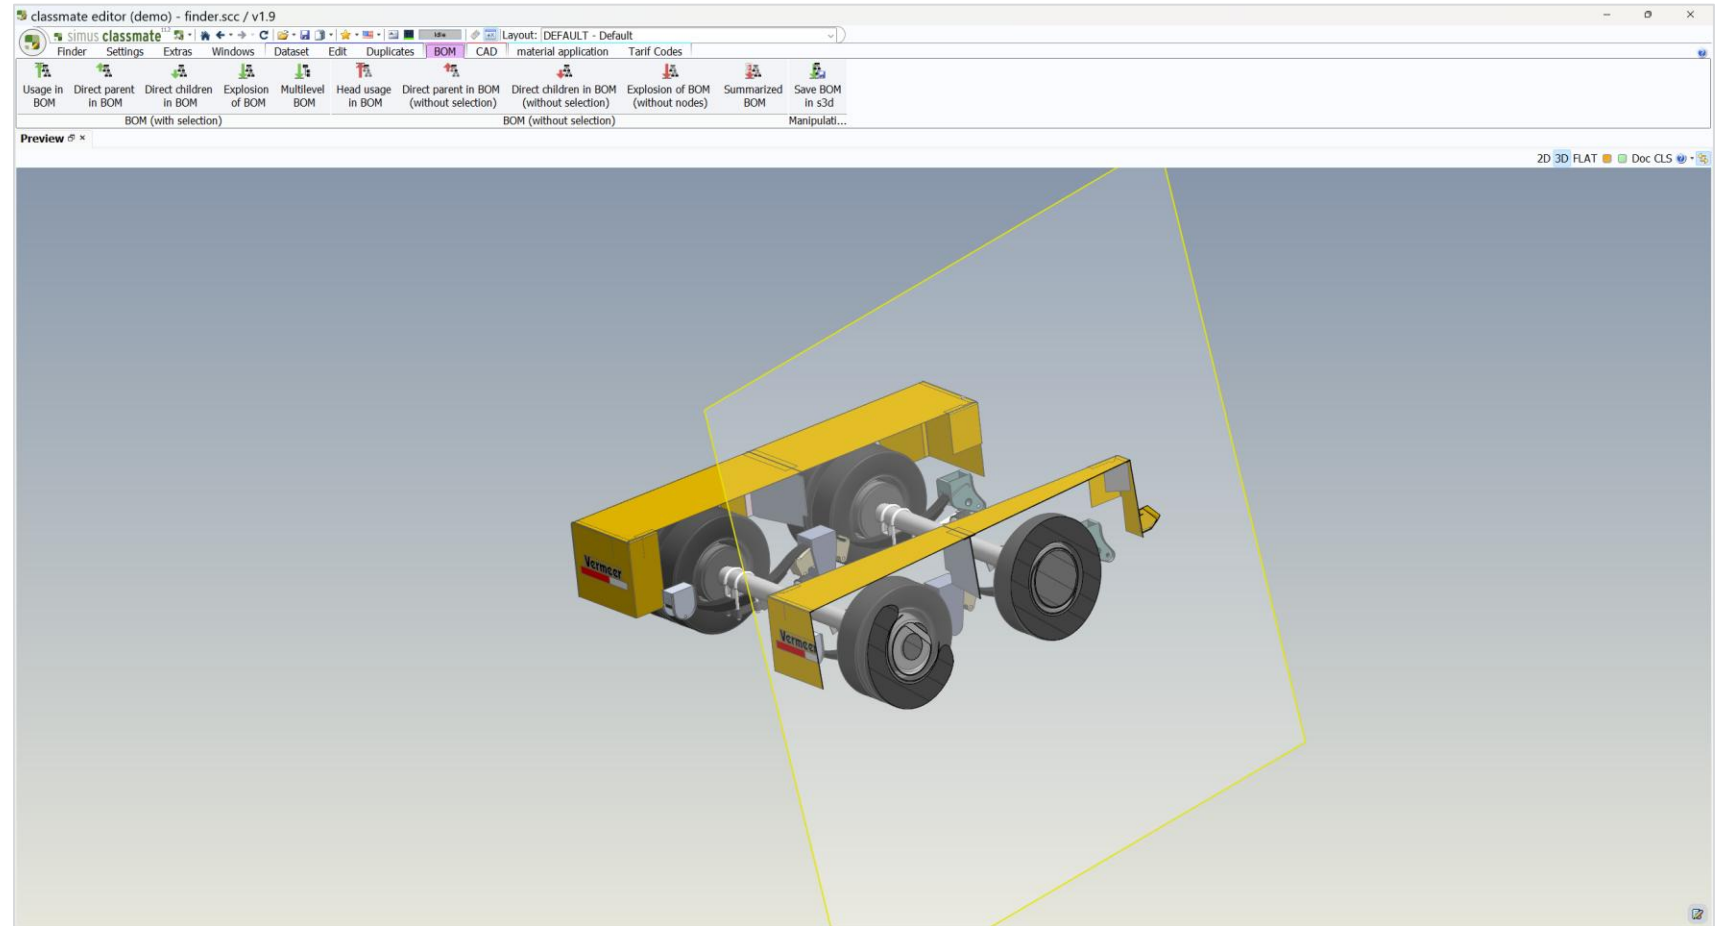 classmate editor (demo) - finder.scc / v1.9
simus classmate 11.2 Idle Layout: DEFAULT - Default
Finder Settings Extras Windows Dataset Edit Duplicates BOM CAD material application Tarif Codes
Usage in Direct parent Direct children Explosion Multilevel Head usage Direct parent in BOM Direct children in BOM Explosion of BOM Summarized Save BOM
BOM in BOM in BOM of BOM BOM in BOM (without selection) (without selection) (without nodes) BOM in s3d
BOM (with selection) BOM (without selection) Manipulati...
Preview
2D 3D FLAT Doc CLS
Vermeer
Vermeer